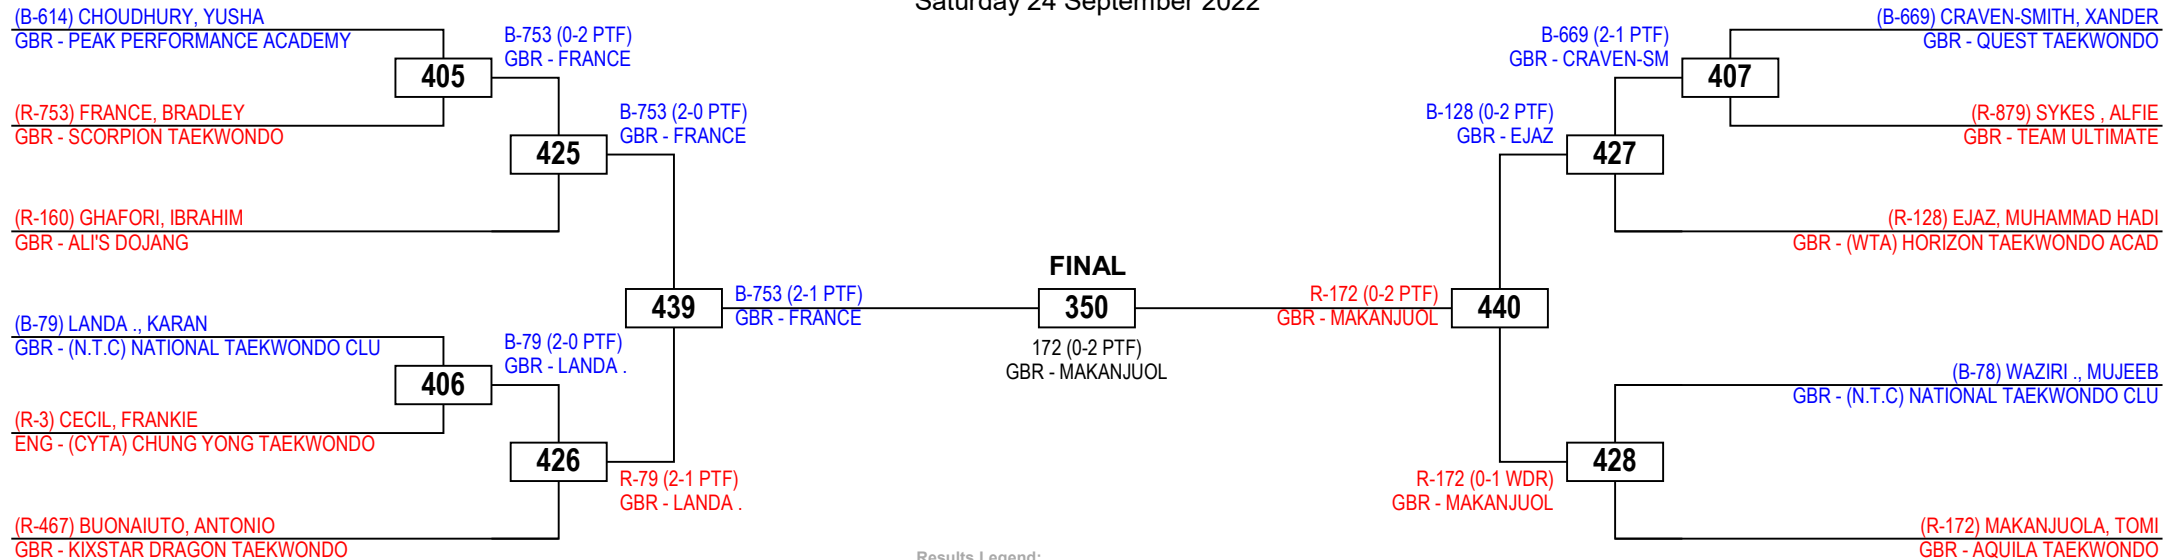 Saturday 24 September 2022
(B-614) CHOUDHURY, YUSHA
GBR - PEAK PERFORMANCE ACADEMY
405
(R-753) FRANCE, BRADLEY
GBR - SCORPION TAEKWONDO
B-753 (0-2 PTF)
GBR - FRANCE
425
(R-160) GHAFORI, IBRAHIM
GBR - ALI'S DOJANG
B-753 (2-0 PTF)
GBR - FRANCE
439
(B-79) LANDA ., KARAN
GBR - (N.T.C) NATIONAL TAEKWONDO CLU
406
(R-3) CECIL, FRANKIE
ENG - (CYTA) CHUNG YONG TAEKWONDO
B-79 (2-0 PTF)
GBR - LANDA .
426
(R-467) BUONAIUTO, ANTONIO
GBR - KIXSTAR DRAGON TAEKWONDO
R-79 (2-1 PTF)
GBR - LANDA .
B-753 (2-1 PTF)
GBR - FRANCE
FINAL
350
172 (0-2 PTF)
GBR - MAKANJUOL
R-172 (0-2 PTF)
GBR - MAKANJUOL
440
B-128 (0-2 PTF)
GBR - EJAZ
427
B-669 (2-1 PTF)
GBR - CRAVEN-SM
407
(B-669) CRAVEN-SMITH, XANDER
GBR - QUEST TAEKWONDO
(R-879) SYKES , ALFIE
GBR - TEAM ULTIMATE
(R-128) EJAZ, MUHAMMAD HADI
GBR - (WTA) HORIZON TAEKWONDO ACAD
R-172 (0-1 WDR)
GBR - MAKANJUOL
428
(B-78) WAZIRI ., MUJEEB
GBR - (N.T.C) NATIONAL TAEKWONDO CLU
(R-172) MAKANJUOLA, TOMI
GBR - AQUILA TAEKWONDO
Results Legend: